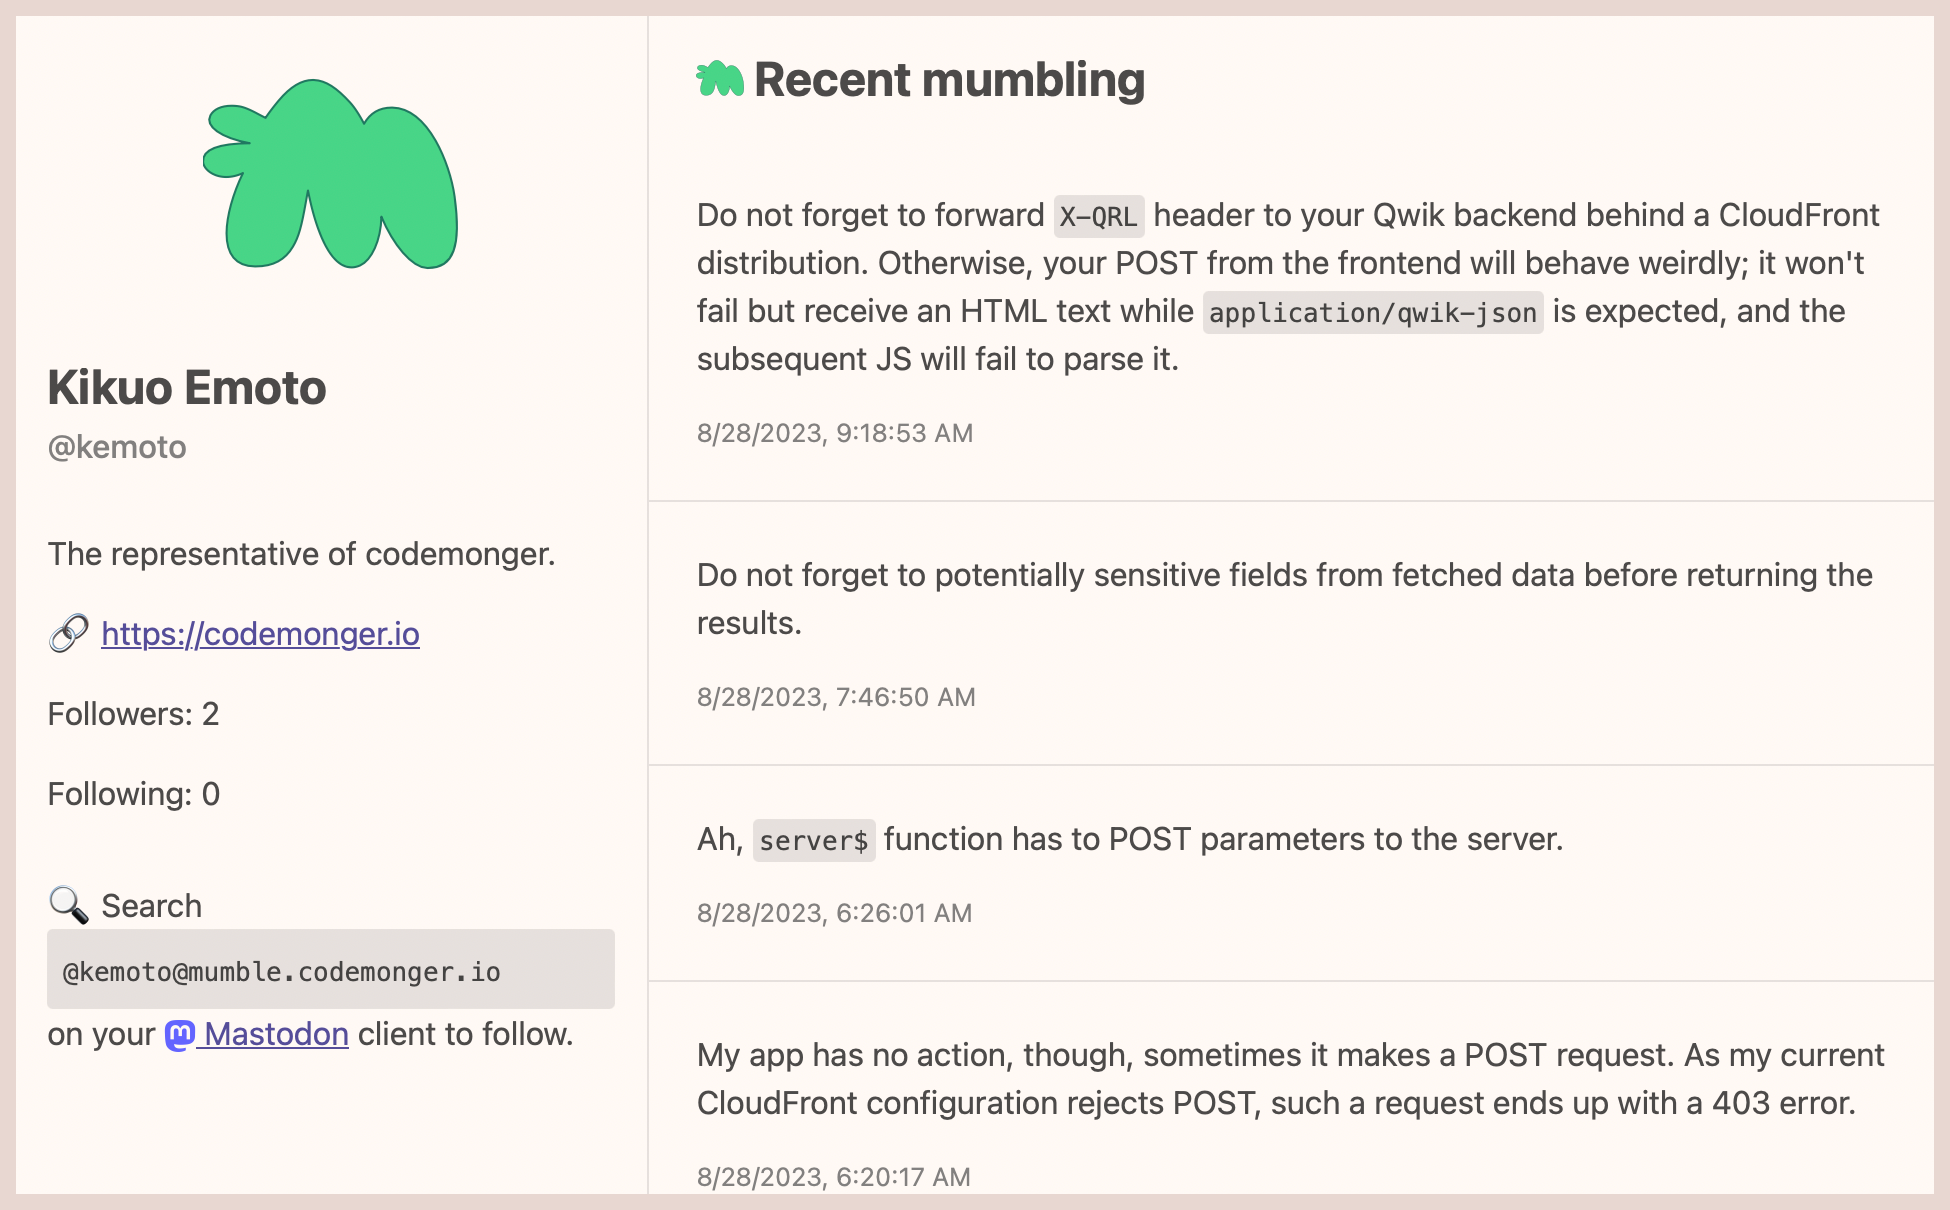 Kikuo Emoto
@kemoto
The representative of codemonger.
https://codemonger.io
Followers: 2
Following: 0
Search
@kemoto@mumble.codemonger.io
on your Mastodon client to follow.
Recent mumbling
Do not forget to forward X-QRL header to your Qwik backend behind a CloudFront
distribution. Otherwise, your POST from the frontend will behave weirdly; it won't
fail but receive an HTML text while application/qwik-json is expected, and the
subsequent JS will fail to parse it.
8/28/2023, 9:18:53 AM
Do not forget to potentially sensitive fields from fetched data before returning the
results.
8/28/2023, 7:46:50 AM
Ah, server$ function has to POST parameters to the server.
8/28/2023, 6:26:01 AM
My app has no action, though, sometimes it makes a POST request. As my current
CloudFront configuration rejects POST, such a request ends up with a 403 error.
8/28/2023, 6:20:17 AM